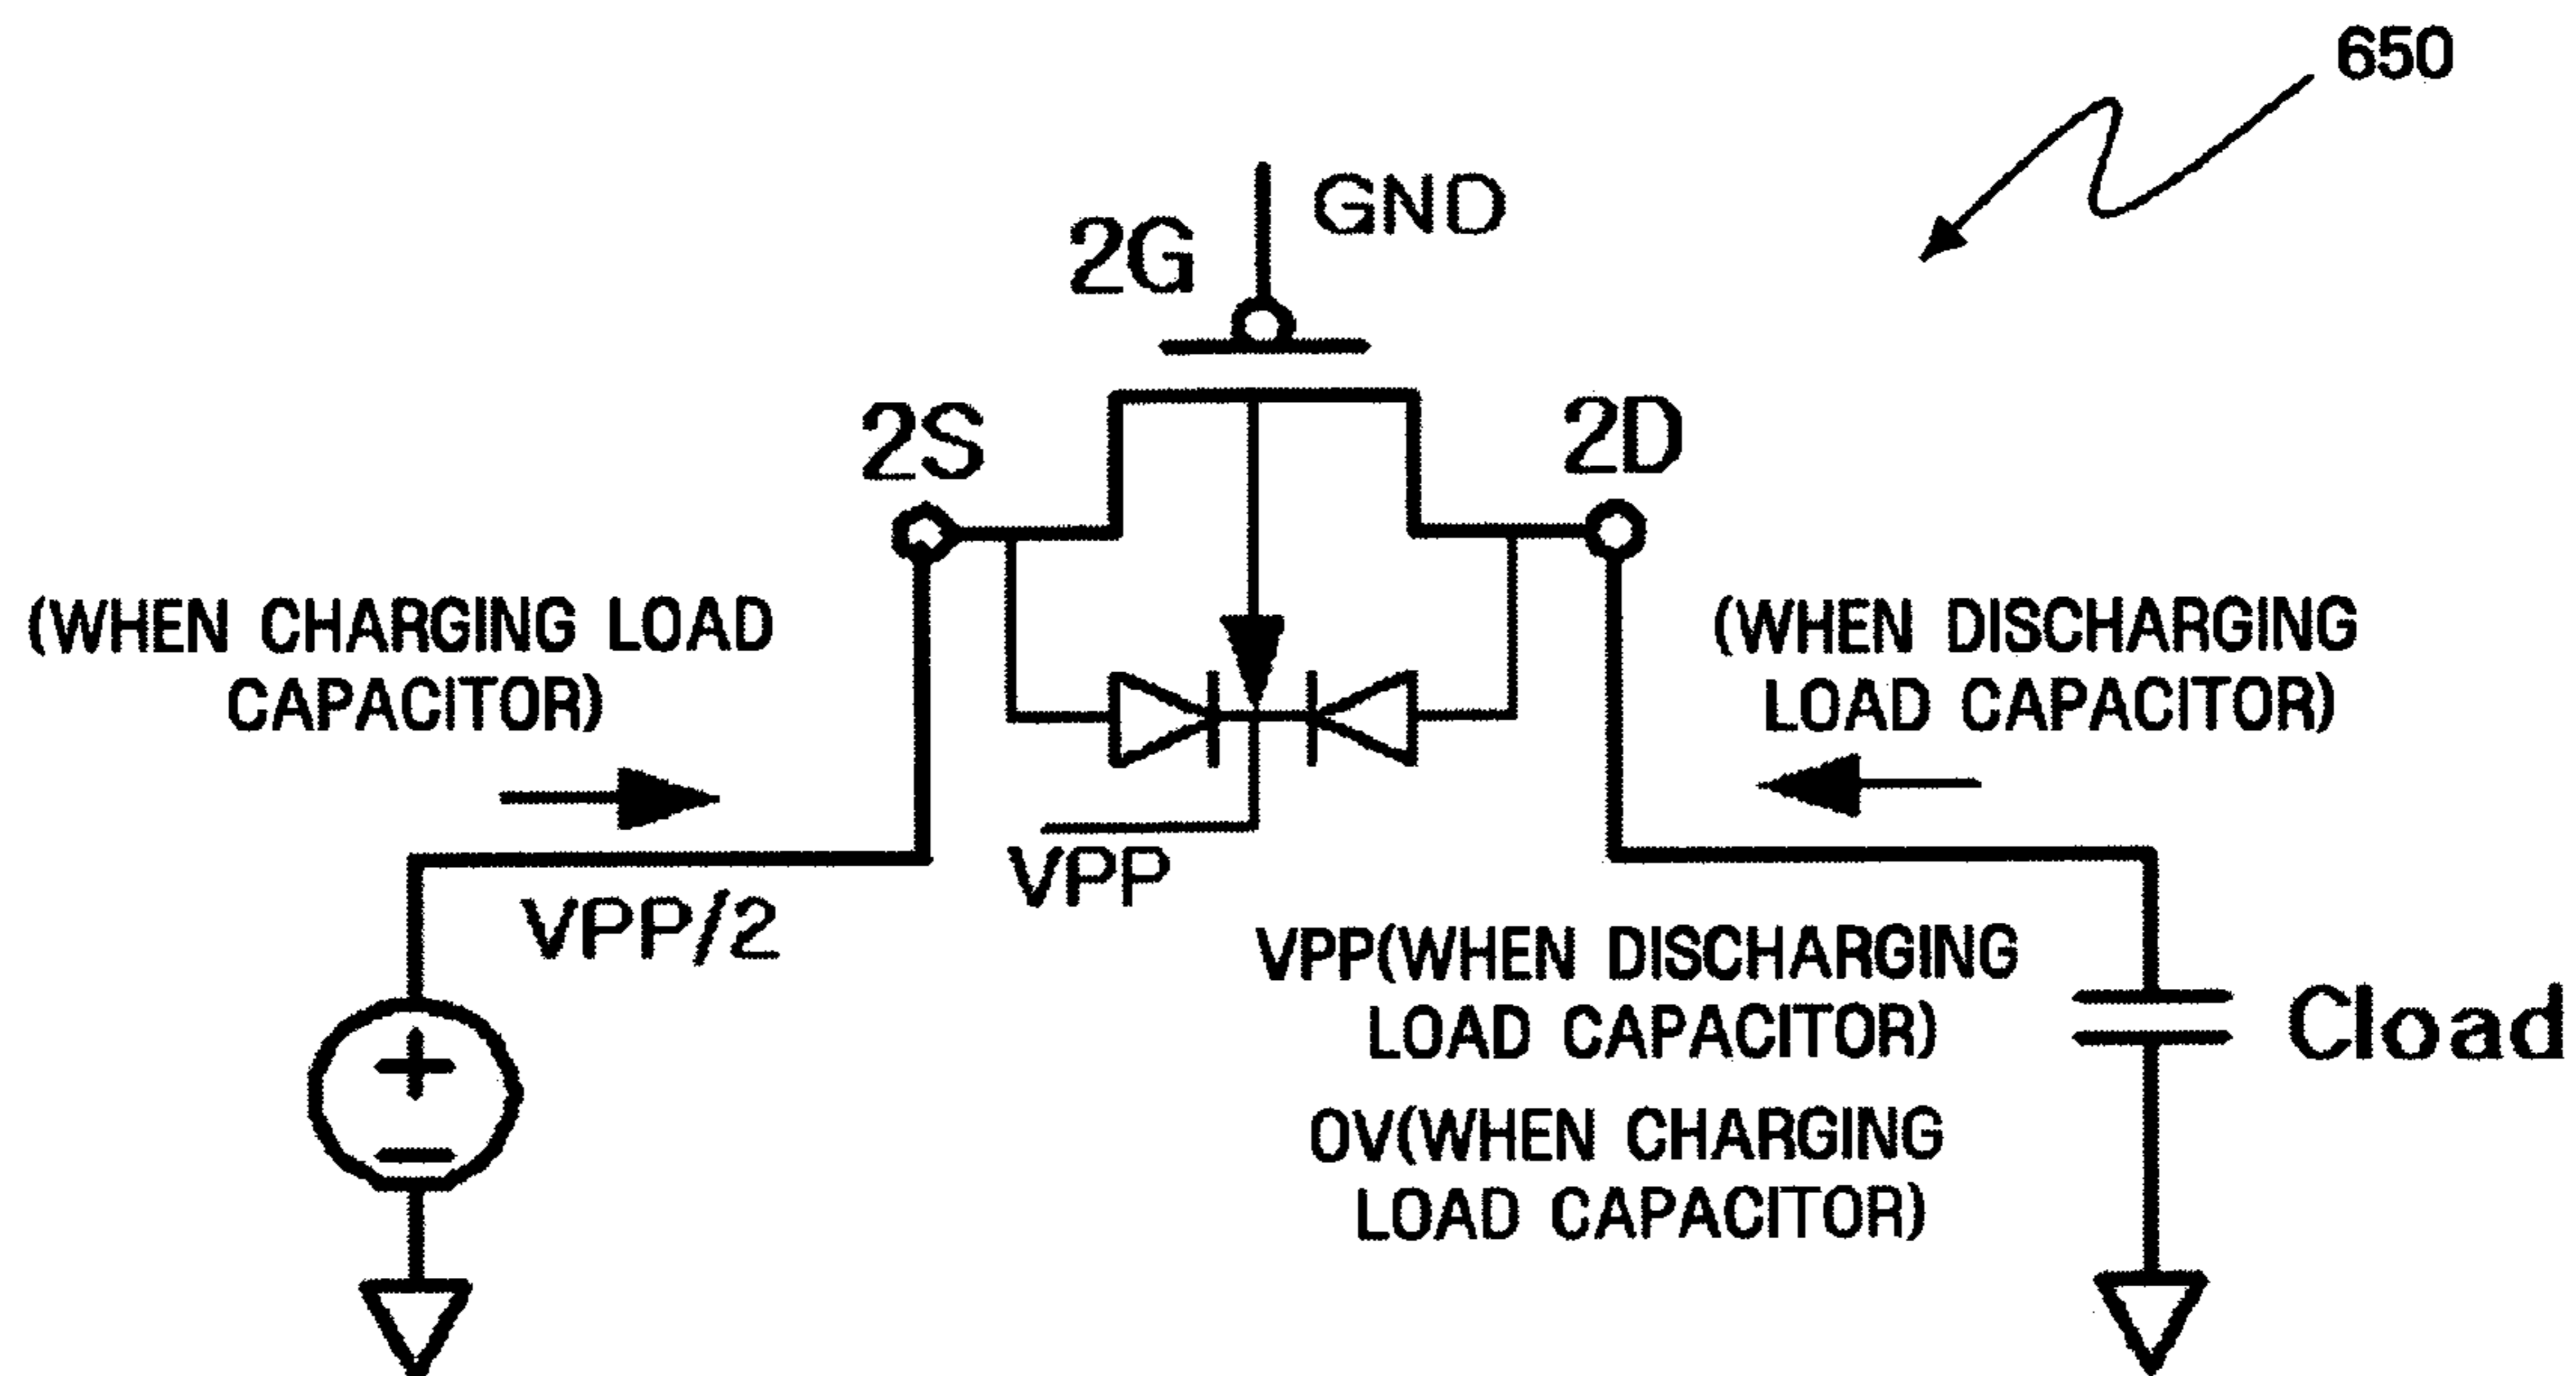 650
GND
2G
2S
2D
(WHEN CHARGING LOAD
CAPACITOR)
(WHEN DISCHARGING
LOAD CAPACITOR)
VPP/2
VPP
VPP(WHEN DISCHARGING
LOAD CAPACITOR)
0V(WHEN CHARGING
LOAD CAPACITOR)
Cload
+
−